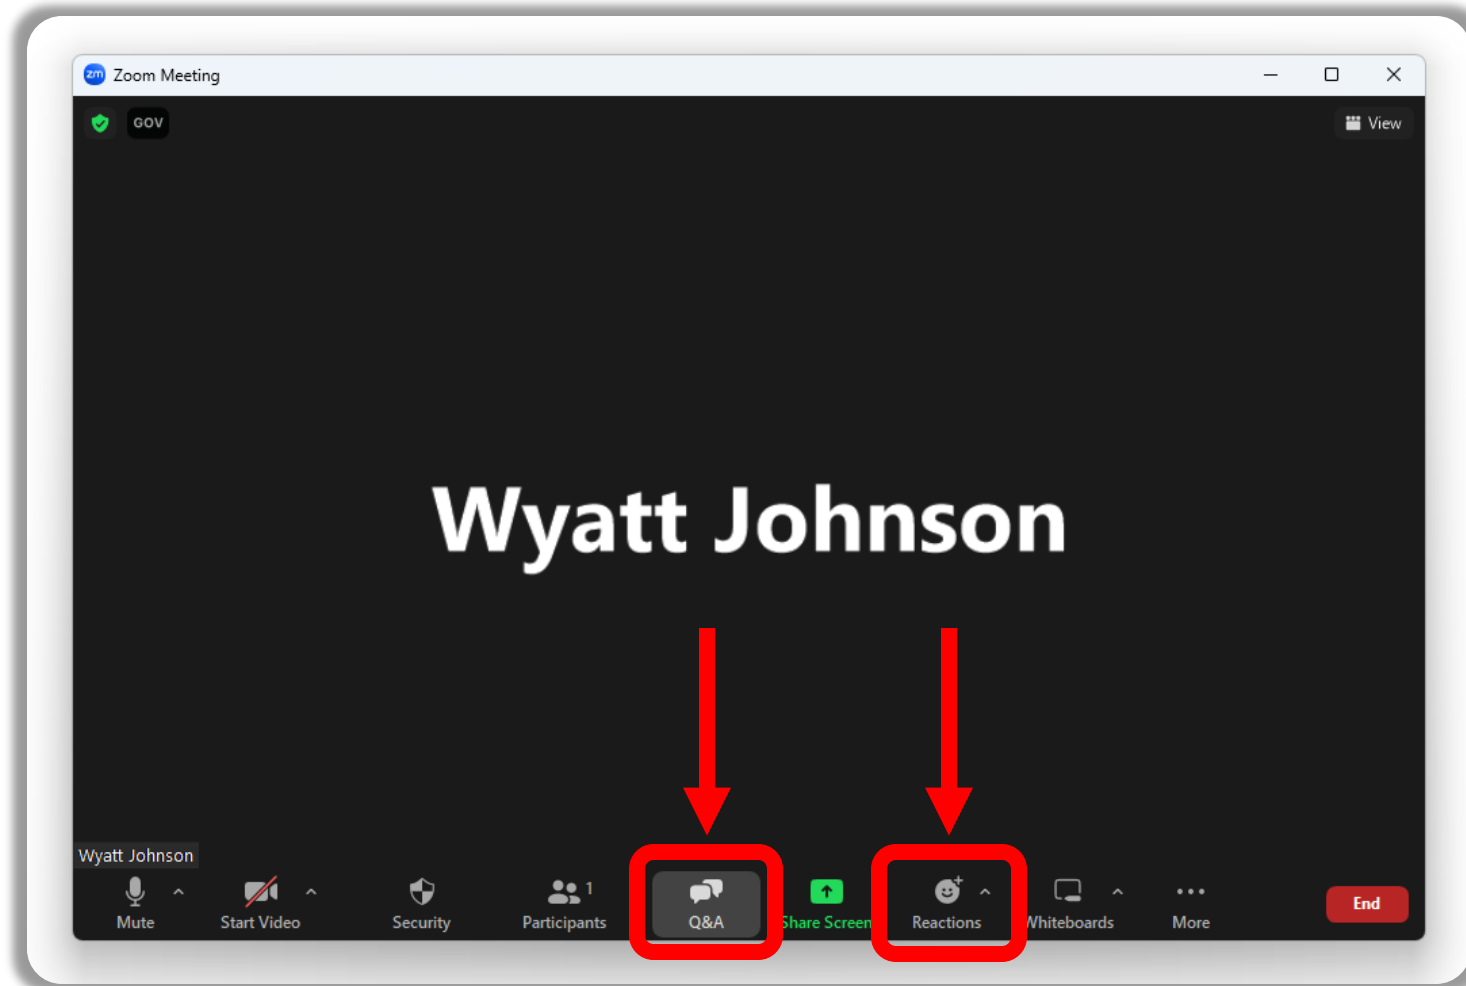 zm Zoom Meeting
GOV
View
Wyatt Johnson
Wyatt Johnson
1
Mute Start Video Security Participants Q&A Share Screen Reactions Whiteboards More End